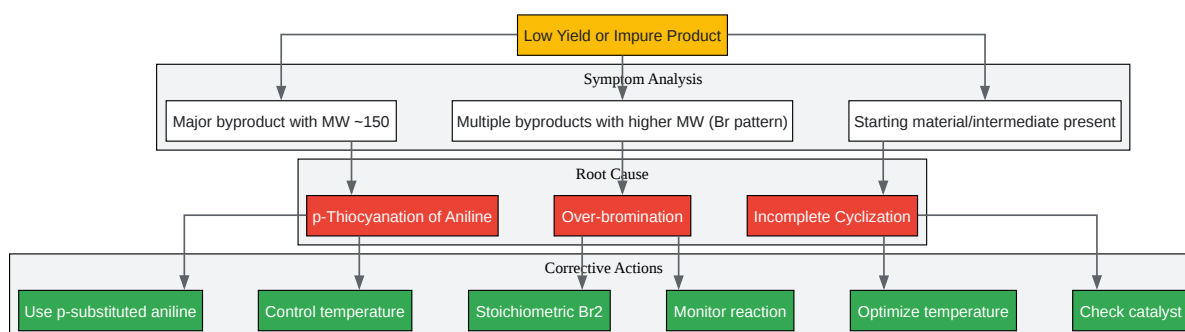 Low Yield or Impure Product
Symptom Analysis
Major byproduct with MW ~150
Multiple byproducts with higher MW (Br pattern)
Starting material/intermediate present
Root Cause
p-Thiocyanation of Aniline
Over-bromination
Incomplete Cyclization
Corrective Actions
Use p-substituted aniline
Control temperature
Stoichiometric Br2
Monitor reaction
Optimize temperature
Check catalyst